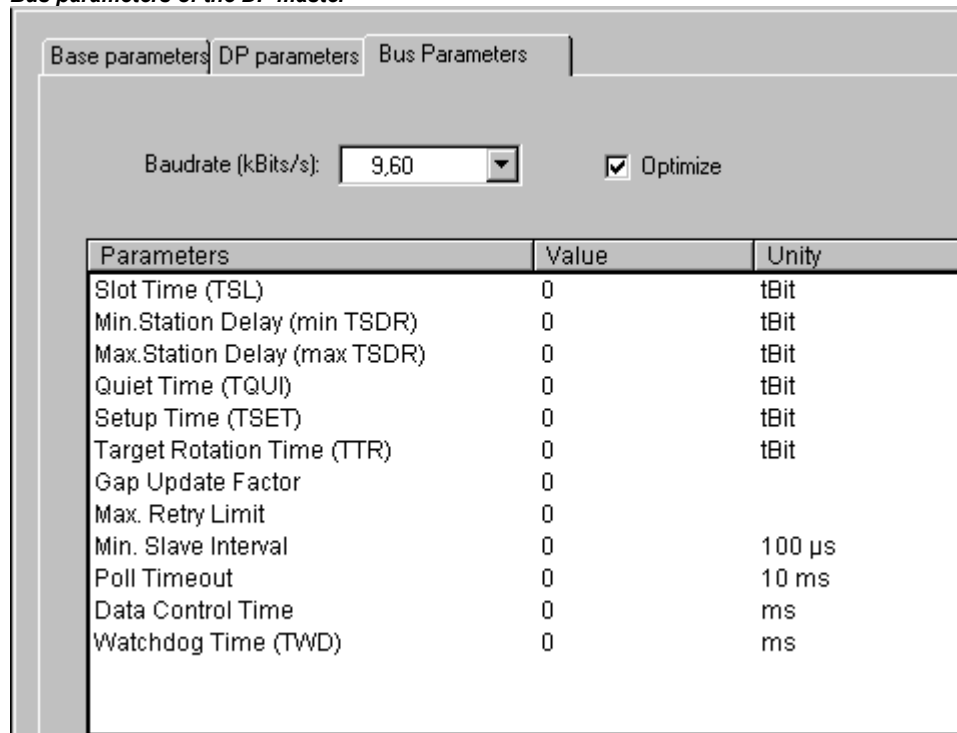 Bus parameters of the DP master
Base parameters DP parameters Bus Parameters
Baudrate (kBits/s): 9,60 Optimize
Parameters Value Unity
Slot Time (TSL) 0 tBit
Min.Station Delay (min TSDR) 0 tBit
Max.Station Delay (max TSDR) 0 tBit
Quiet Time (TQUI) 0 tBit
Setup Time (TSET) 0 tBit
Target Rotation Time (TTR) 0 tBit
Gap Update Factor 0
Max. Retry Limit 0
Min. Slave Interval 0 100 µs
Poll Timeout 0 10 ms
Data Control Time 0 ms
Watchdog Time (TWD) 0 ms